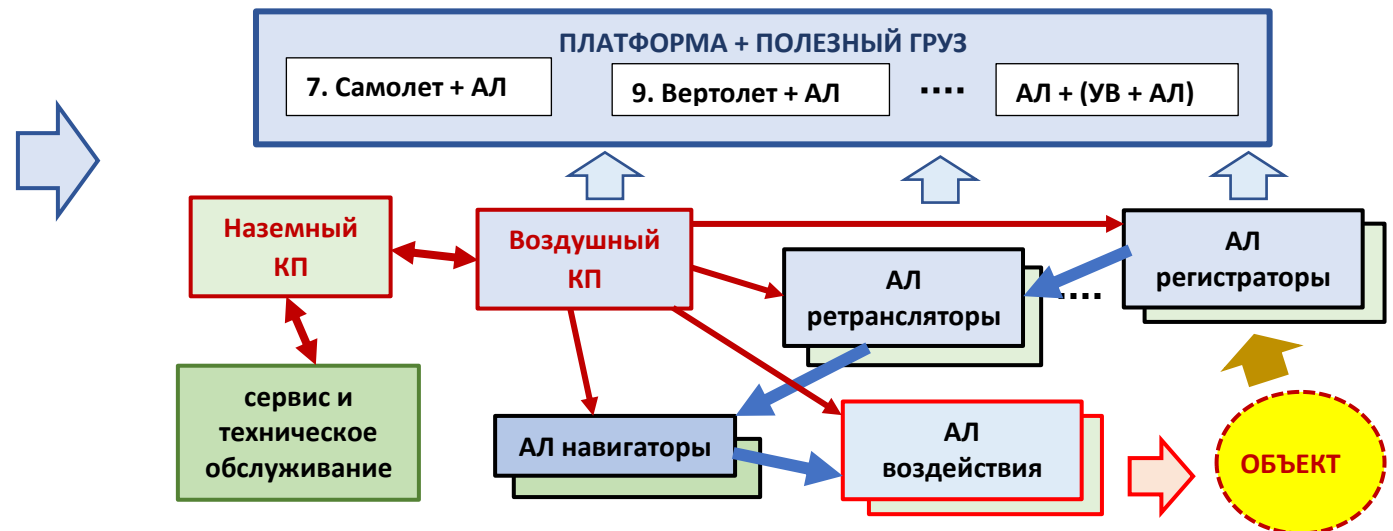 ПЛАТФОРМА + ПОЛЕЗНЫЙ ГРУЗ
7. Самолет + АЛ
9. Вертолет + АЛ
....
АЛ + (УВ + АЛ)
Наземный
КП
Воздушный
КП
АЛ
ретрансляторы
....
АЛ
регистраторы
сервис и
техническое
обслуживание
АЛ навигаторы
АЛ
воздействия
ОБЪЕКТ